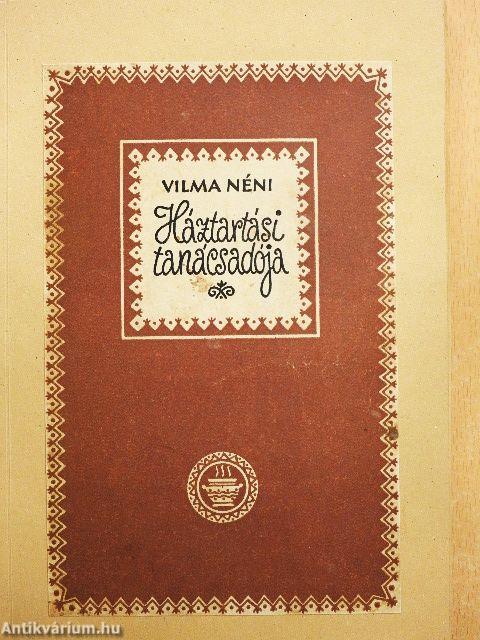 VILMA NÉNI
Háztartási
tanácsadója
Antikvárium.hu